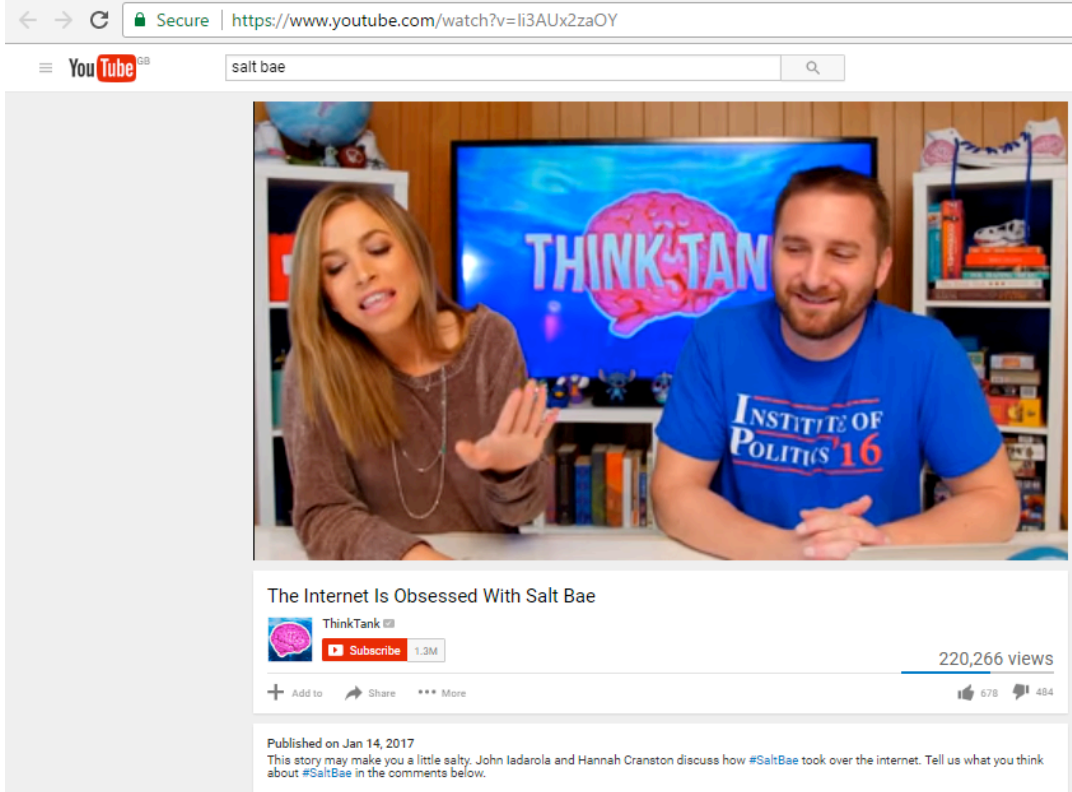 Secure | https://www.youtube.com/watch?v=Ii3AUx2zaOY
YouTube GB
salt bae
THINK TAN
INSTITUTE OF
POLITICS '16
The Internet Is Obsessed With Salt Bae
ThinkTank
Subscribe 1.3M
220,266 views
Add to Share More
678 484
Published on Jan 14, 2017
This story may make you a little salty. John Iadarola and Hannah Cranston discuss how #SaltBae took over the internet. Tell us what you think
about #SaltBae in the comments below.